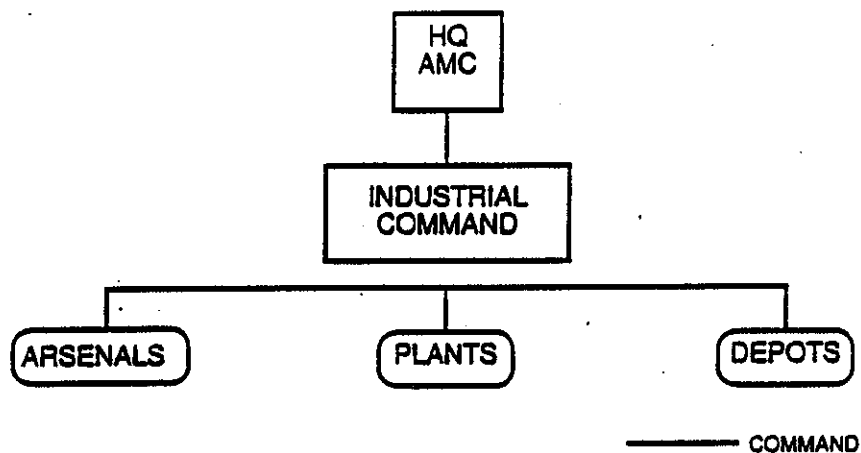 HQ
AMC
INDUSTRIAL
COMMAND
ARSENALS
PLANTS
DEPOTS
COMMAND